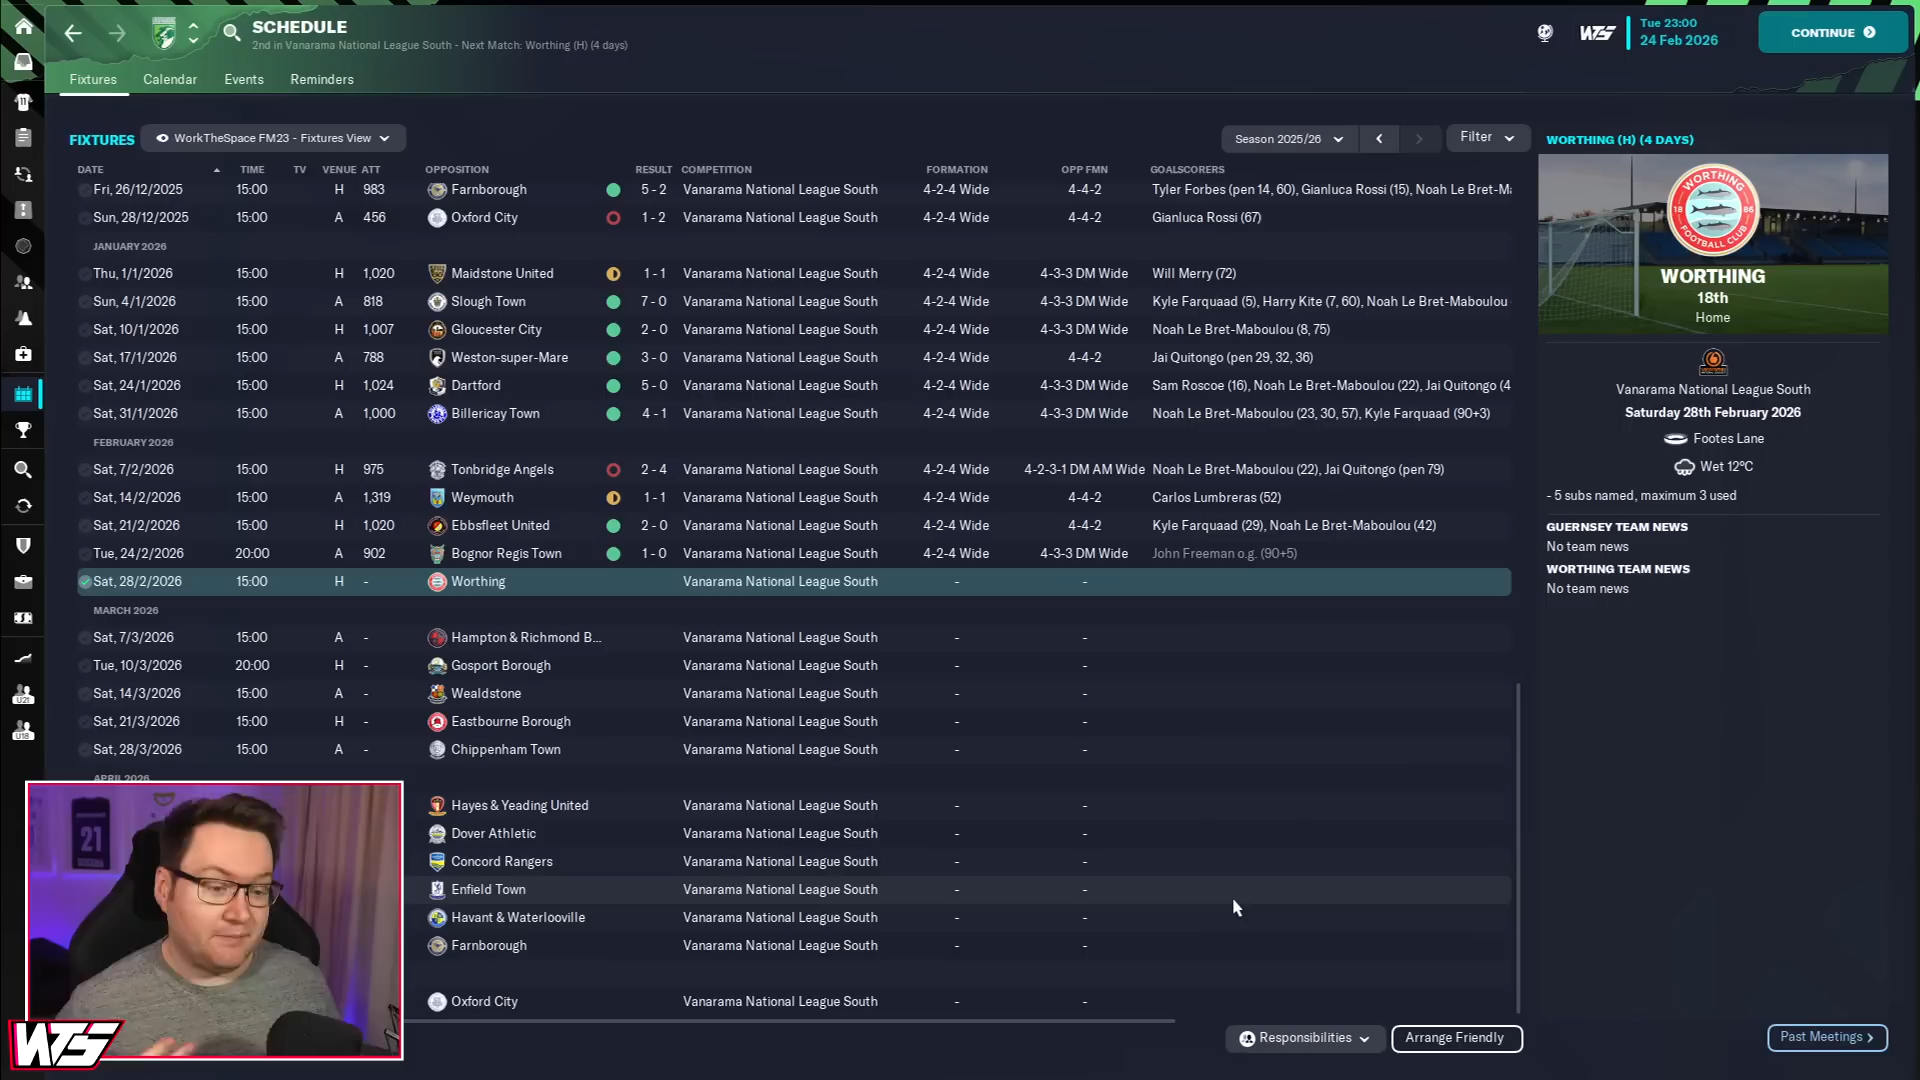 SCHEDULE
2nd in Vanarama National League South - Next Match: Worthing (H) (4 days)
WTS
Tue 23:00
24 Feb 2026
CONTINUE
Fixtures Calendar Events Reminders
FIXTURES WorkTheSpace FM23 - Fixtures View Season 2025/26 Filter
DATE TIME TV VENUE ATT OPPOSITION RESULT COMPETITION FORMATION OPP FMN GOALSCORERS
Fri, 26/12/2025 15:00 H 983 Farnborough 5 - 2 Vanarama National League South 4-2-4 Wide 4-4-2 Tyler Forbes (pen 14, 60), Gianluca Rossi (15), Noah Le Bret-Ma
Sun, 28/12/2025 15:00 A 456 Oxford City 1 - 2 Vanarama National League South 4-2-4 Wide 4-4-2 Gianluca Rossi (67)
JANUARY 2026
Thu, 1/1/2026 15:00 H 1,020 Maidstone United 1 - 1 Vanarama National League South 4-2-4 Wide 4-3-3 DM Wide Will Merry (72)
Sun, 4/1/2026 15:00 A 818 Slough Town 7 - 0 Vanarama National League South 4-2-4 Wide 4-3-3 DM Wide Kyle Farquaad (5), Harry Kite (7, 60), Noah Le Bret-Maboulou
Sat, 10/1/2026 15:00 H 1,007 Gloucester City 2 - 0 Vanarama National League South 4-2-4 Wide 4-3-3 DM Wide Noah Le Bret-Maboulou (8, 75)
Sat, 17/1/2026 15:00 A 788 Weston-super-Mare 3 - 0 Vanarama National League South 4-2-4 Wide 4-4-2 Jai Quitongo (pen 29, 32, 36)
Sat, 24/1/2026 15:00 H 1,024 Dartford 5 - 0 Vanarama National League South 4-2-4 Wide 4-3-3 DM Wide Sam Roscoe (16), Noah Le Bret-Maboulou (22), Jai Quitongo (4
Sat, 31/1/2026 15:00 A 1,000 Billericay Town 4 - 1 Vanarama National League South 4-2-4 Wide 4-3-3 DM Wide Noah Le Bret-Maboulou (23, 30, 57), Kyle Farquaad (90+3)
FEBRUARY 2026
Sat, 7/2/2026 15:00 H 975 Tonbridge Angels 2 - 4 Vanarama National League South 4-2-4 Wide 4-2-3-1 DM AM Wide Noah Le Bret-Maboulou (22), Jai Quitongo (pen 79)
Sat, 14/2/2026 15:00 A 1,319 Weymouth 1 - 1 Vanarama National League South 4-2-4 Wide 4-4-2 Carlos Lumbreras (52)
Sat, 21/2/2026 15:00 H 1,020 Ebbsfleet United 2 - 0 Vanarama National League South 4-2-4 Wide 4-4-2 Kyle Farquaad (29), Noah Le Bret-Maboulou (42)
Tue, 24/2/2026 20:00 A 902 Bognor Regis Town 1 - 0 Vanarama National League South 4-2-4 Wide 4-3-3 DM Wide John Freeman o.g. (90+5)
Sat, 28/2/2026 15:00 H - Worthing Vanarama National League South - -
MARCH 2026
Sat, 7/3/2026 15:00 A - Hampton & Richmond B... Vanarama National League South - -
Tue, 10/3/2026 20:00 H - Gosport Borough Vanarama National League South - -
Sat, 14/3/2026 15:00 A - Wealdstone Vanarama National League South - -
Sat, 21/3/2026 15:00 H - Eastbourne Borough Vanarama National League South - -
Sat, 28/3/2026 15:00 A - Chippenham Town Vanarama National League South - -
APRIL 2026
Hayes & Yeading United Vanarama National League South - -
Dover Athletic Vanarama National League South - -
Concord Rangers Vanarama National League South - -
Enfield Town Vanarama National League South - -
Havant & Waterlooville Vanarama National League South - -
Farnborough Vanarama National League South - -
Oxford City Vanarama National League South - -
Responsibilities Arrange Friendly
WORTHING (H) (4 DAYS)
WORTHING
18 86
FOOTBALL CLUB
WORTHING
18th
Home
Vanarama National League South
Saturday 28th February 2026
Footes Lane
Wet 12°C
- 5 subs named, maximum 3 used
GUERNSEY TEAM NEWS
No team news
WORTHING TEAM NEWS
No team news
Past Meetings
11
U21
U18
21
WTS